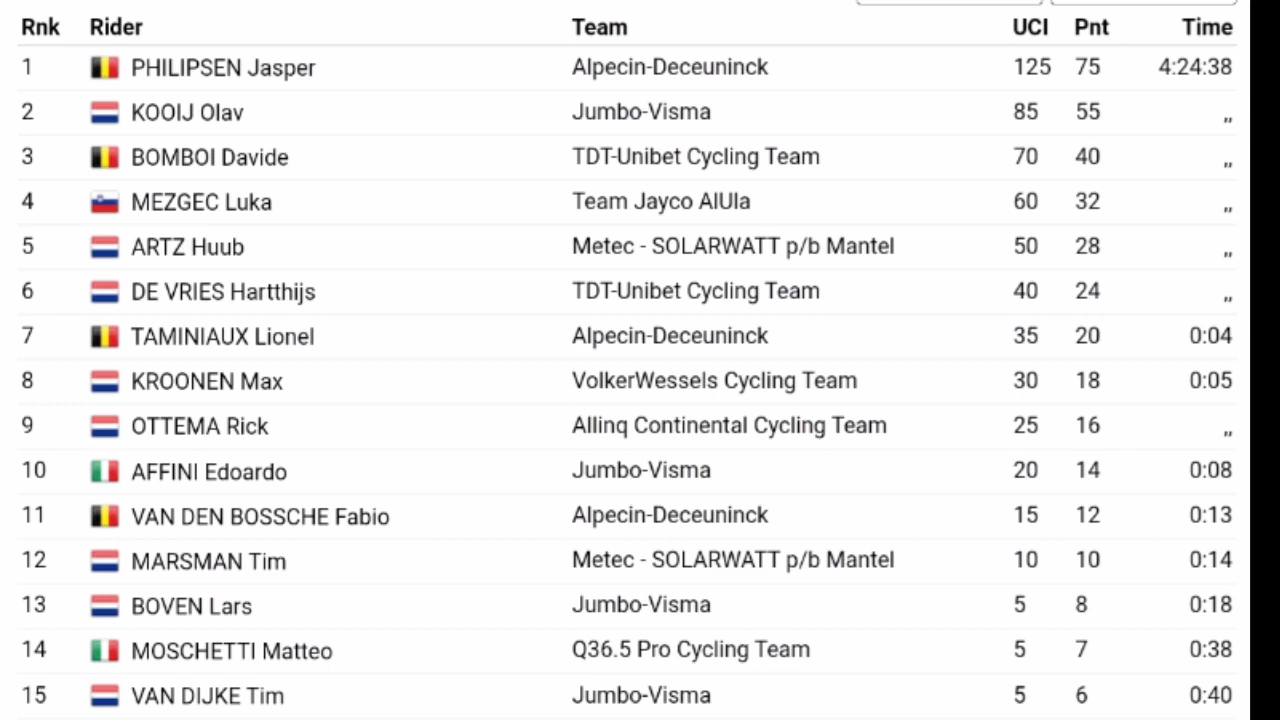 Rnk Rider Team UCI Pnt Time
1 PHILIPSEN Jasper Alpecin-Deceuninck 125 75 4:24:38
2 KOOIJ Olav Jumbo-Visma 85 55 „
3 BOMBOI Davide TDT-Unibet Cycling Team 70 40 „
4 MEZGEC Luka Team Jayco AlUla 60 32 „
5 ARTZ Huub Metec - SOLARWATT p/b Mantel 50 28 „
6 DE VRIES Hartthijs TDT-Unibet Cycling Team 40 24 „
7 TAMINIAUX Lionel Alpecin-Deceuninck 35 20 0:04
8 KROONEN Max VolkerWessels Cycling Team 30 18 0:05
9 OTTEMA Rick Allinq Continental Cycling Team 25 16 „
10 AFFINI Edoardo Jumbo-Visma 20 14 0:08
11 VAN DEN BOSSCHE Fabio Alpecin-Deceuninck 15 12 0:13
12 MARSMAN Tim Metec - SOLARWATT p/b Mantel 10 10 0:14
13 BOVEN Lars Jumbo-Visma 5 8 0:18
14 MOSCHETTI Matteo Q36.5 Pro Cycling Team 5 7 0:38
15 VAN DIJKE Tim Jumbo-Visma 5 6 0:40